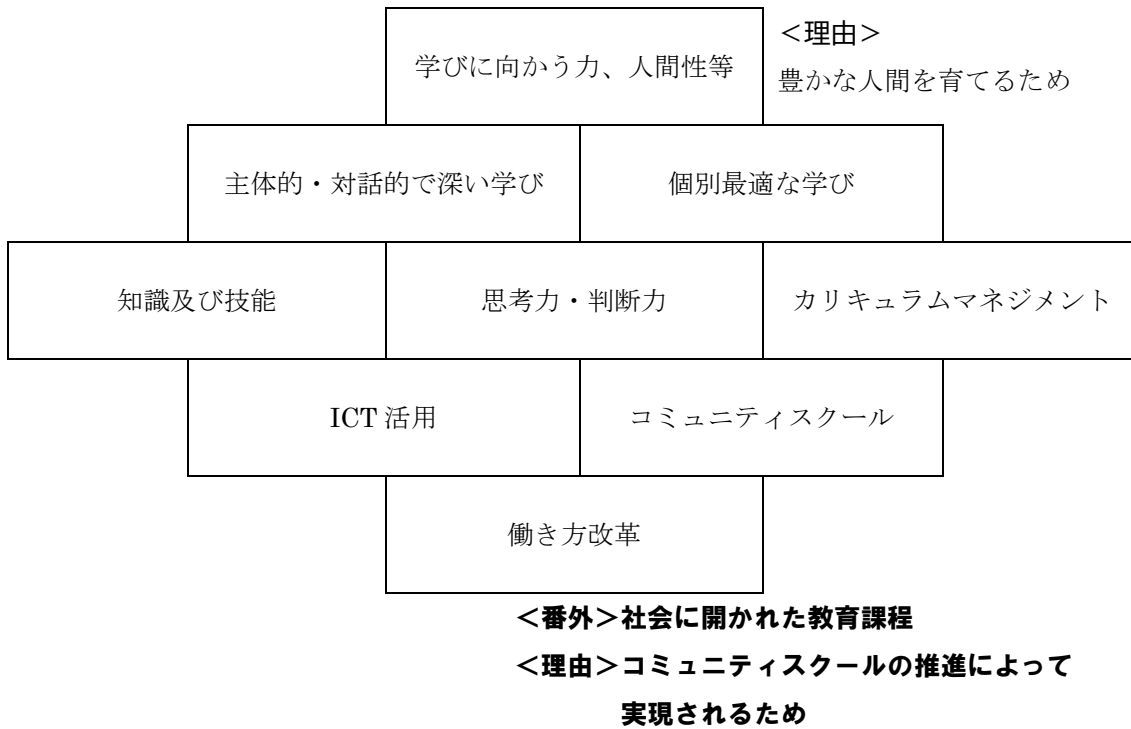 学びに向かう力、人間性等
＜理由＞
豊かな人間を育てるため
主体的・対話的で深い学び
個別最適な学び
知識及び技能
思考力・判断力
カリキュラムマネジメント
ICT 活用
コミュニティスクール
働き方改革
＜番外＞社会に開かれた教育課程
＜理由＞コミュニティスクールの推進によって
実現されるため